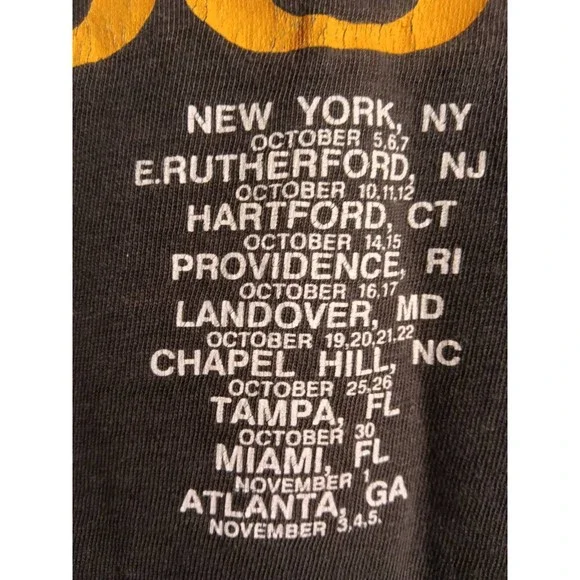 NEW YORK, NY
OCTOBER 5,6,7
E.RUTHERFORD, NJ
OCTOBER 10,11,12
HARTFORD, CT
OCTOBER 14,15
PROVIDENCE, RI
OCTOBER 16,17
LANDOVER, MD
OCTOBER 19,20,21,22
CHAPEL HILL, NC
OCTOBER 25,26
TAMPA, FL
OCTOBER 30
MIAMI, FL
NOVEMBER 1
ATLANTA, GA
NOVEMBER 3,4,5.